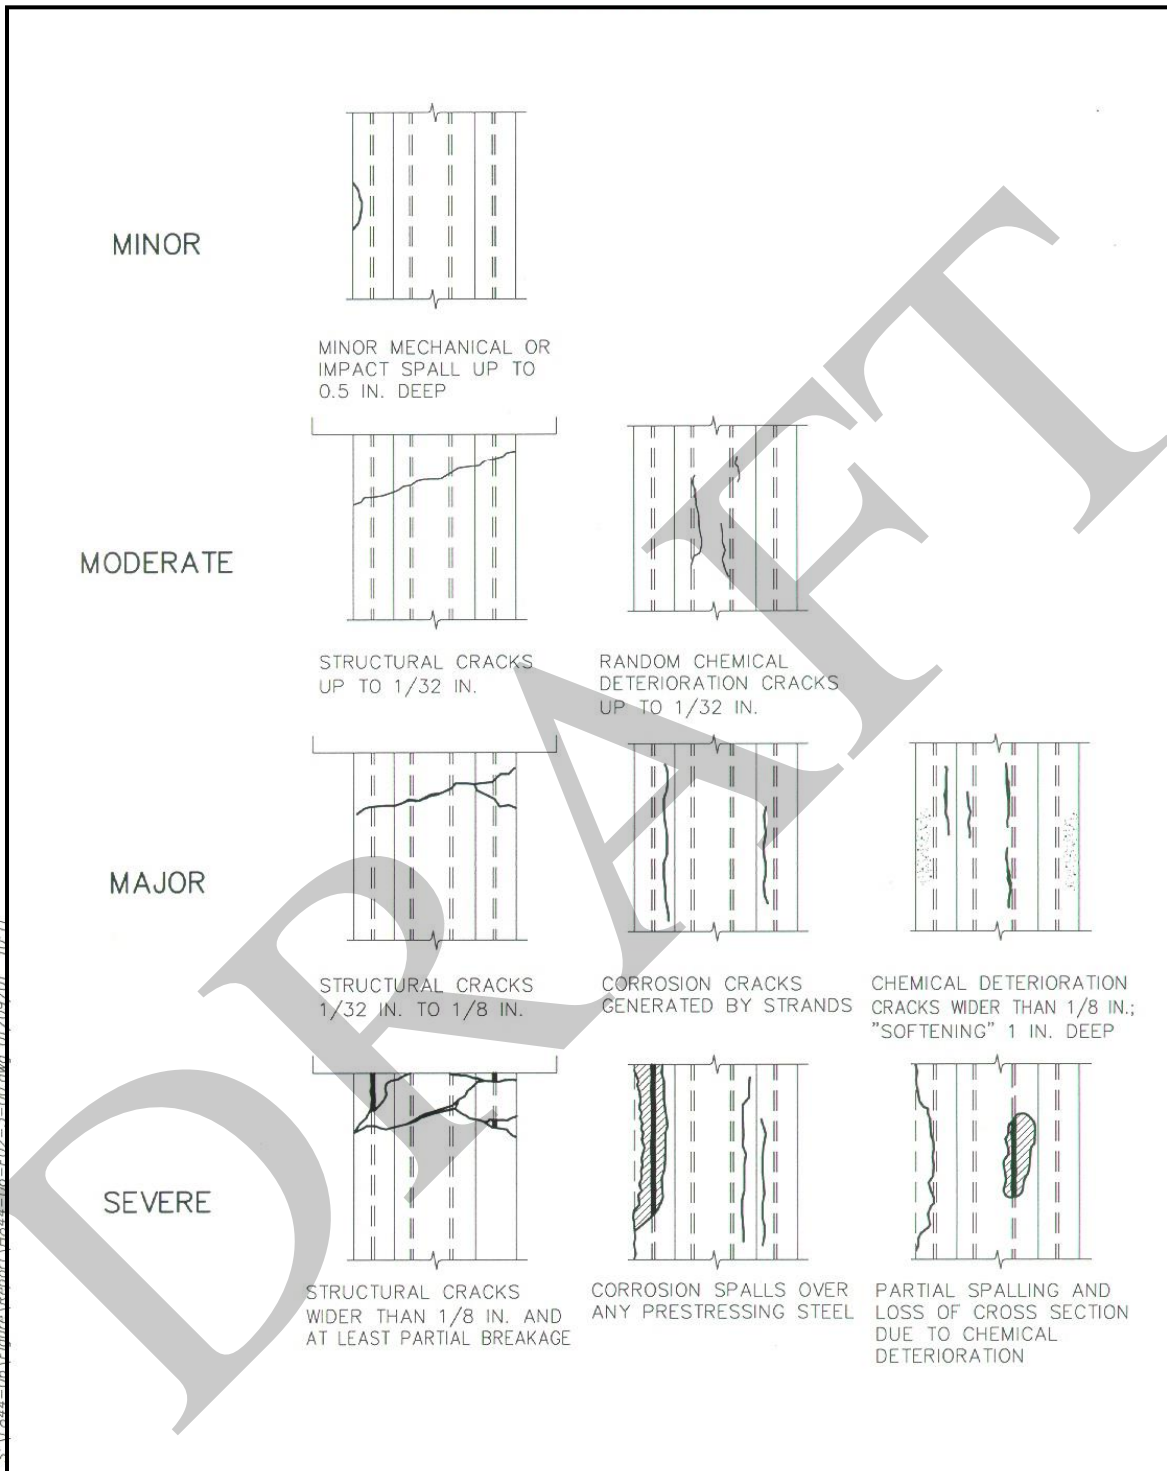 MINOR
MINOR MECHANICAL OR
IMPACT SPALL UP TO
0.5 IN. DEEP
MODERATE
STRUCTURAL CRACKS
UP TO 1/32 IN.
RANDOM CHEMICAL
DETERIORATION CRACKS
UP TO 1/32 IN.
MAJOR
STRUCTURAL CRACKS
1/32 IN. TO 1/8 IN.
CORROSION CRACKS
GENERATED BY STRANDS
CHEMICAL DETERIORATION
CRACKS WIDER THAN 1/8 IN.;
"SOFTENING" 1 IN. DEEP
SEVERE
STRUCTURAL CRACKS
WIDER THAN 1/8 IN. AND
AT LEAST PARTIAL BREAKAGE
CORROSION SPALLS OVER
ANY PRESTRESSING STEEL
PARTIAL SPALLING AND
LOSS OF CROSS SECTION
DUE TO CHEMICAL
DETERIORATION
DRAFT